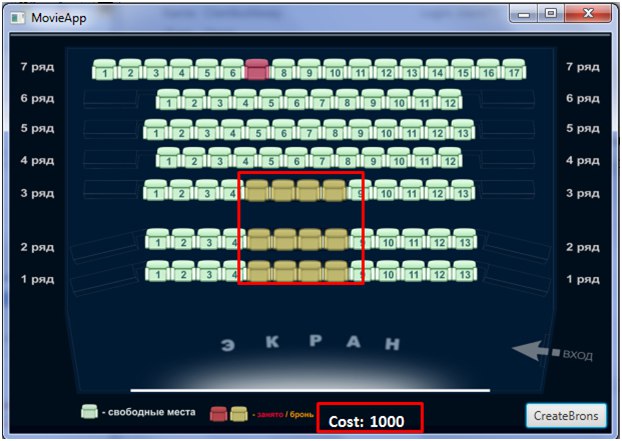 MovieApp
7 ряд 1 2 3 4 5 6 8 9 10 11 12 13 14 15 16 17 7 ряд
6 ряд 1 2 3 4 5 6 7 8 9 10 11 12 6 ряд
5 ряд 1 2 3 4 5 6 7 8 9 10 11 12 13 5 ряд
4 ряд 1 2 3 4 5 6 7 8 9 10 11 12 4 ряд
3 ряд 1 2 3 4 9 10 11 12 13 3 ряд
2 ряд 1 2 3 4 9 10 11 12 13 2 ряд
1 ряд 1 2 3 4 9 10 11 12 13 1 ряд
ЭКРАН
ВХОД
- свободные места - занято / бронь Cost: 1000 CreateBrons